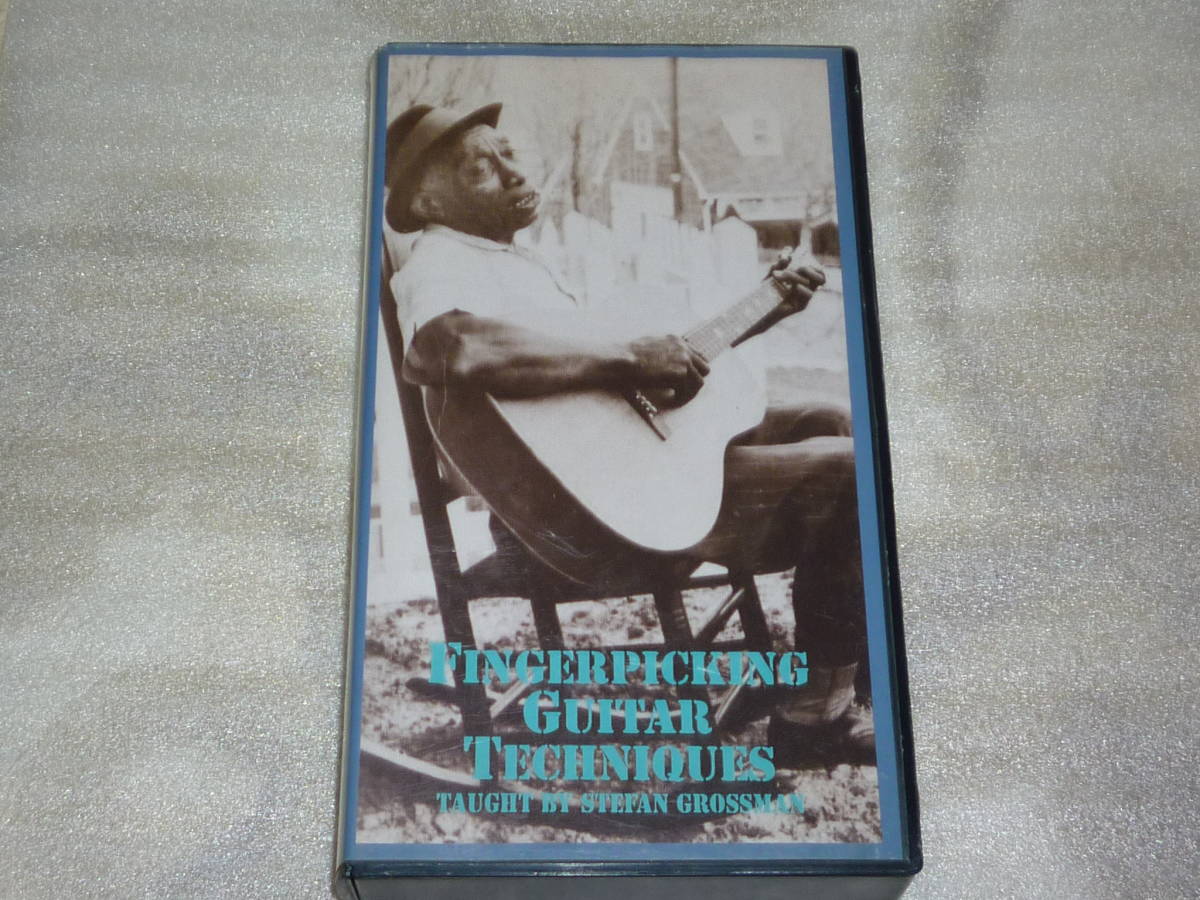 FINGERPICKING
GUITAR
TECHNIQUES
TAUGHT BY STEFAN GROSSMAN